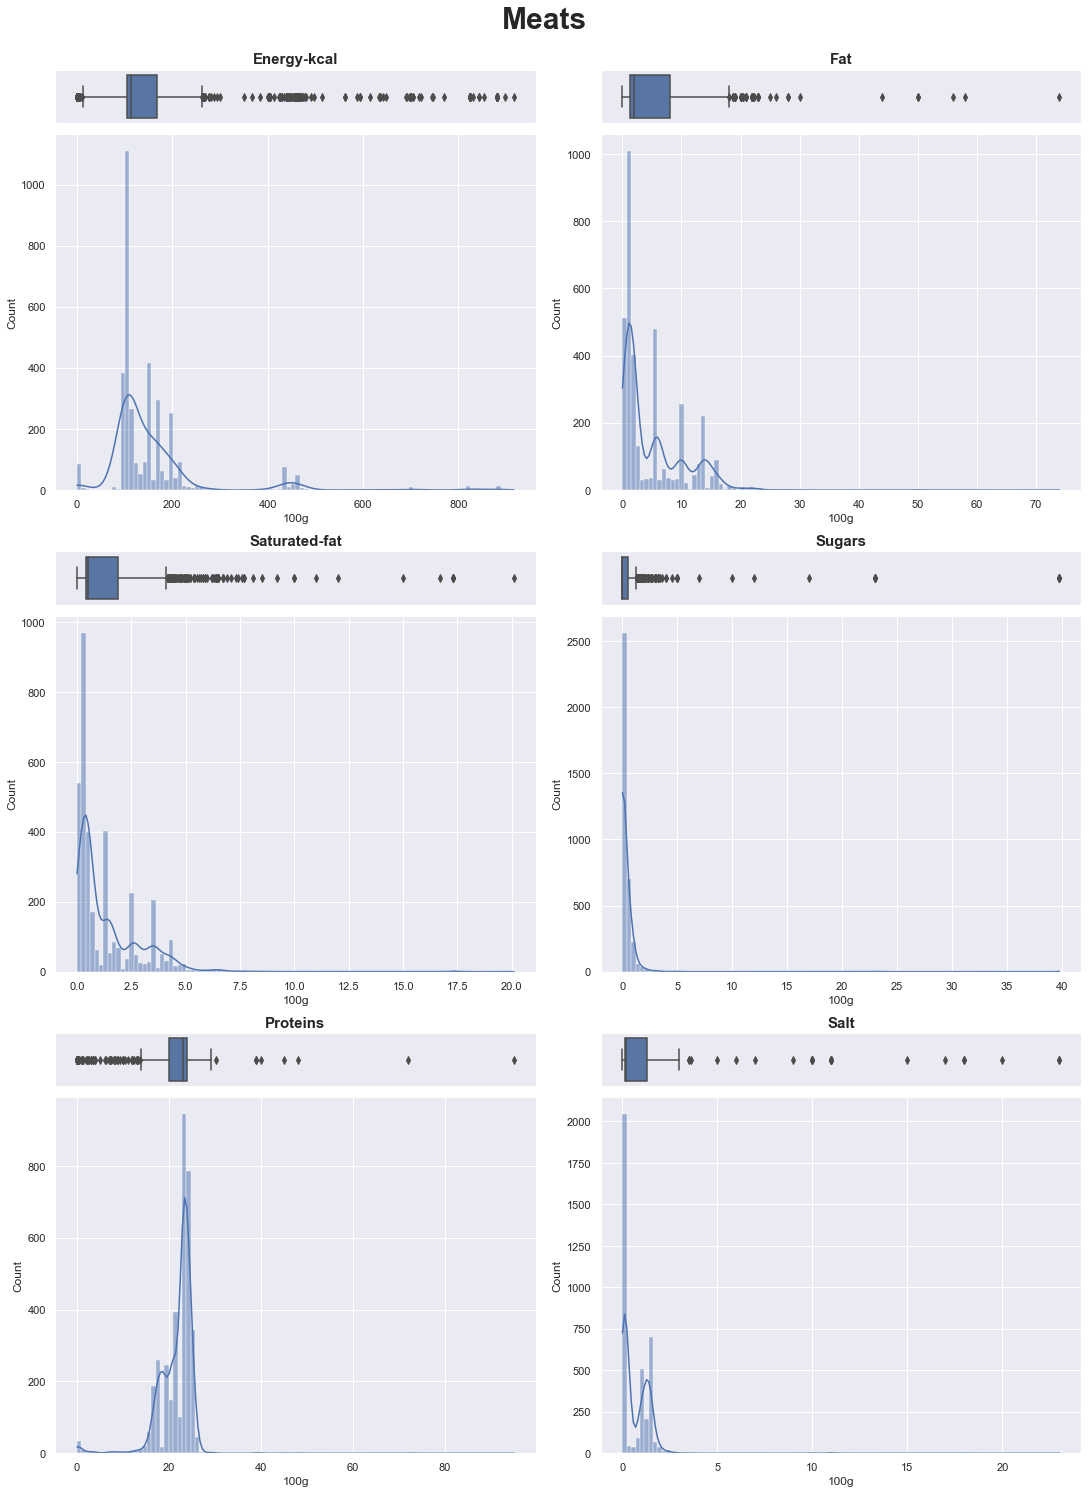 Meats
Energy-kcal
Count
1000
800
600
400
200
0
0 200 400 600 800
100g
Fat
Count
1000
800
600
400
200
0
0 10 20 30 40 50 60 70
100g
Saturated-fat
Count
1000
800
600
400
200
0
0.0 2.5 5.0 7.5 10.0 12.5 15.0 17.5 20.0
100g
Sugars
Count
2500
2000
1500
1000
500
0
0 5 10 15 20 25 30 35 40
100g
Proteins
Count
800
600
400
200
0
0 20 40 60 80
100g
Salt
Count
2000
1750
1500
1250
1000
750
500
250
0
0 5 10 15 20
100g